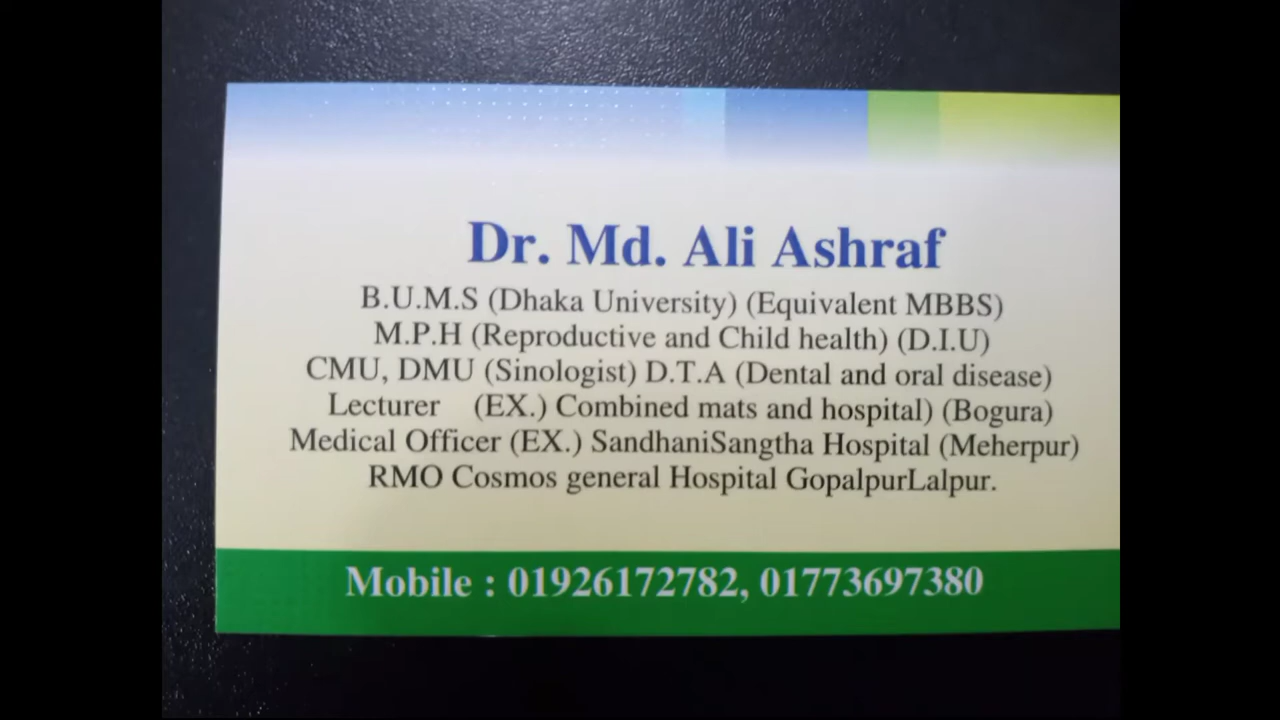 Dr. Md. Ali Ashraf
B.U.M.S (Dhaka University) (Equivalent MBBS)
M.P.H (Reproductive and Child health) (D.I.U)
CMU, DMU (Sinologist) D.T.A (Dental and oral disease)
Lecturer (EX.) Combined mats and hospital) (Bogura)
Medical Officer (EX.) SandhaniSangtha Hospital (Meherpur)
RMO Cosmos general Hospital GopalpurLalpur.
Mobile : 01926172782, 01773697380